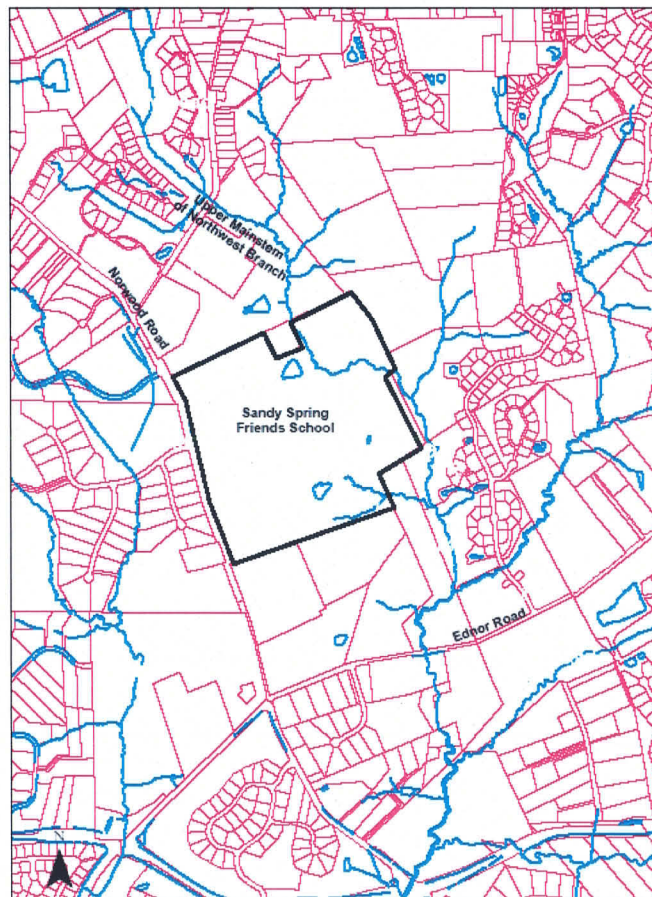 Upper Mainstem
of Northwest Branch
Norwood Road
Sandy Spring
Friends School
Ednor Road